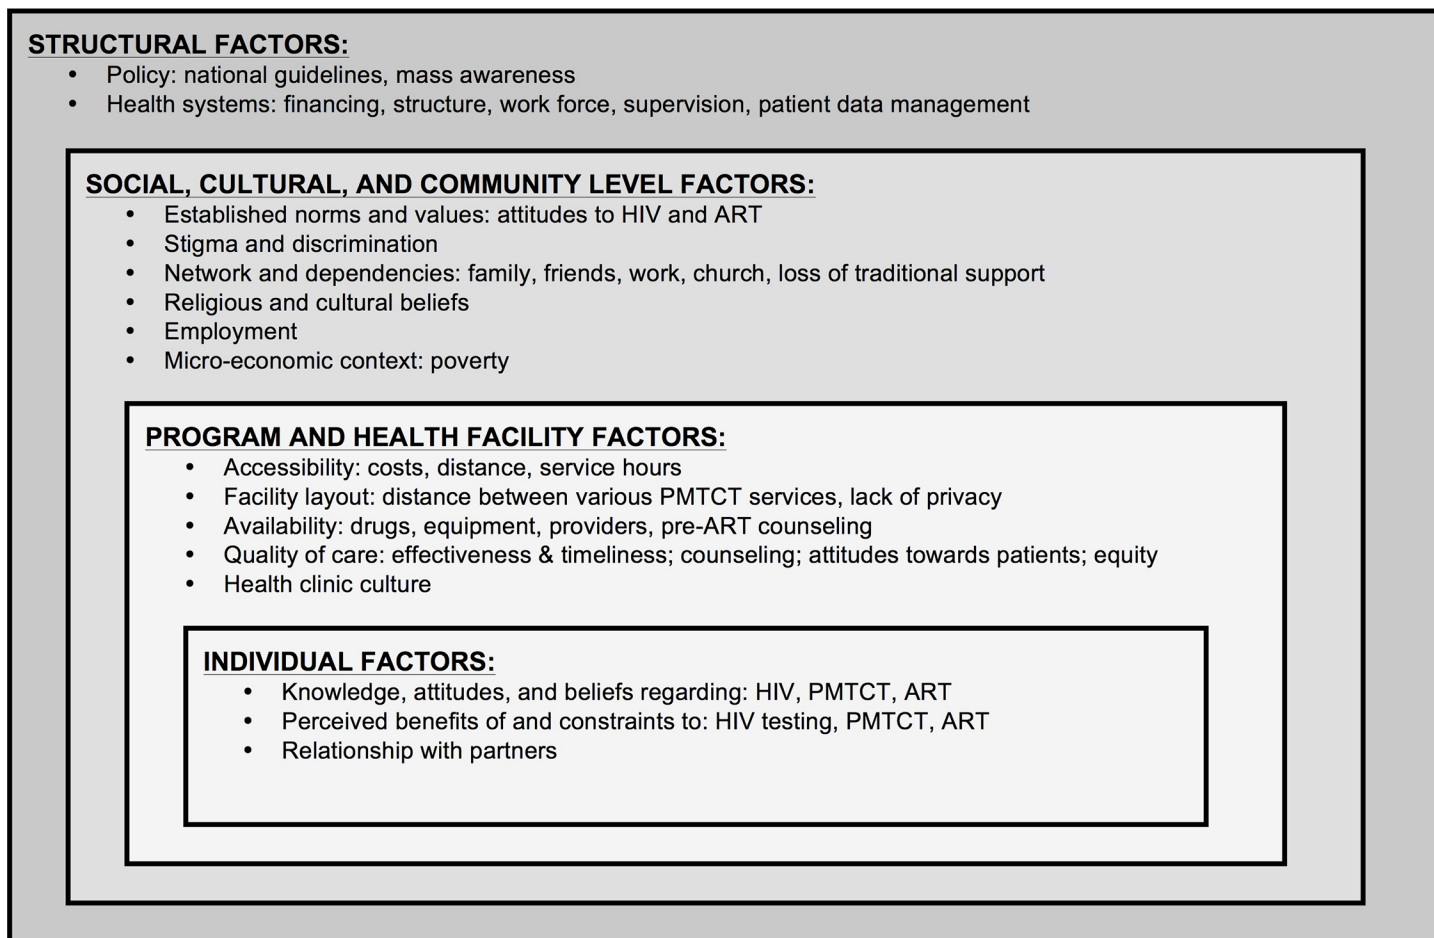 STRUCTURAL FACTORS:
• Policy: national guidelines, mass awareness
• Health systems: financing, structure, work force, supervision, patient data management
SOCIAL, CULTURAL, AND COMMUNITY LEVEL FACTORS:
• Established norms and values: attitudes to HIV and ART
• Stigma and discrimination
• Network and dependencies: family, friends, work, church, loss of traditional support
• Religious and cultural beliefs
• Employment
• Micro-economic context: poverty
PROGRAM AND HEALTH FACILITY FACTORS:
• Accessibility: costs, distance, service hours
• Facility layout: distance between various PMTCT services, lack of privacy
• Availability: drugs, equipment, providers, pre-ART counseling
• Quality of care: effectiveness & timeliness; counseling; attitudes towards patients; equity
• Health clinic culture
INDIVIDUAL FACTORS:
• Knowledge, attitudes, and beliefs regarding: HIV, PMTCT, ART
• Perceived benefits of and constraints to: HIV testing, PMTCT, ART
• Relationship with partners